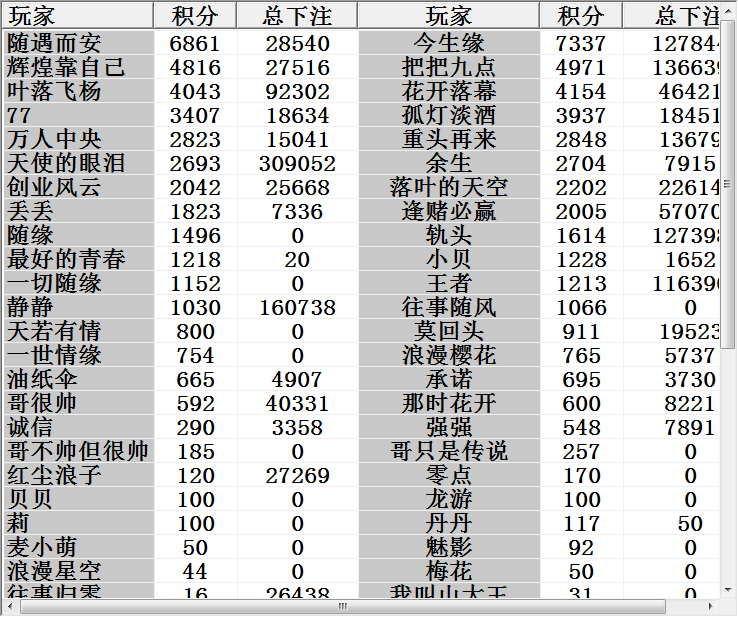 玩家 积分 总下注 玩家 积分 总下注
随遇而安 6861 28540 今生缘 7337 12784
辉煌靠自己 4816 27516 把把九点 4971 136639
叶落飞杨 4043 92302 花开落幕 4154 46421
77 3407 18634 孤灯淡酒 3937 18451
万人中央 2823 15041 重头再来 2848 13679
天使的眼泪 2693 309052 余生 2704 7915
创业风云 2042 25668 落叶的天空 2202 22614
丢丢 1823 7336 逢赌必赢 2005 57070
随缘 1496 0 轨头 1614 127398
最好的青春 1218 20 小贝 1228 1652
一切随缘 1152 0 王者 1213 11639
静静 1030 160738 往事随风 1066 0
天若有情 800 0 莫回头 911 19523
一世情缘 754 0 浪漫樱花 765 5737
油纸伞 665 4907 承诺 695 3730
哥很帅 592 40331 那时花开 600 8221
诚信 290 3358 强强 548 7891
哥不帅但很帅 185 0 哥只是传说 257 0
红尘浪子 120 27269 零点 170 0
贝贝 100 0 龙游 100 0
莉 100 0 丹丹 117 50
麦小萌 50 0 魅影 92 0
浪漫星空 44 0 梅花 50 0
往事归零 16 26438 我叫山大王 31 0